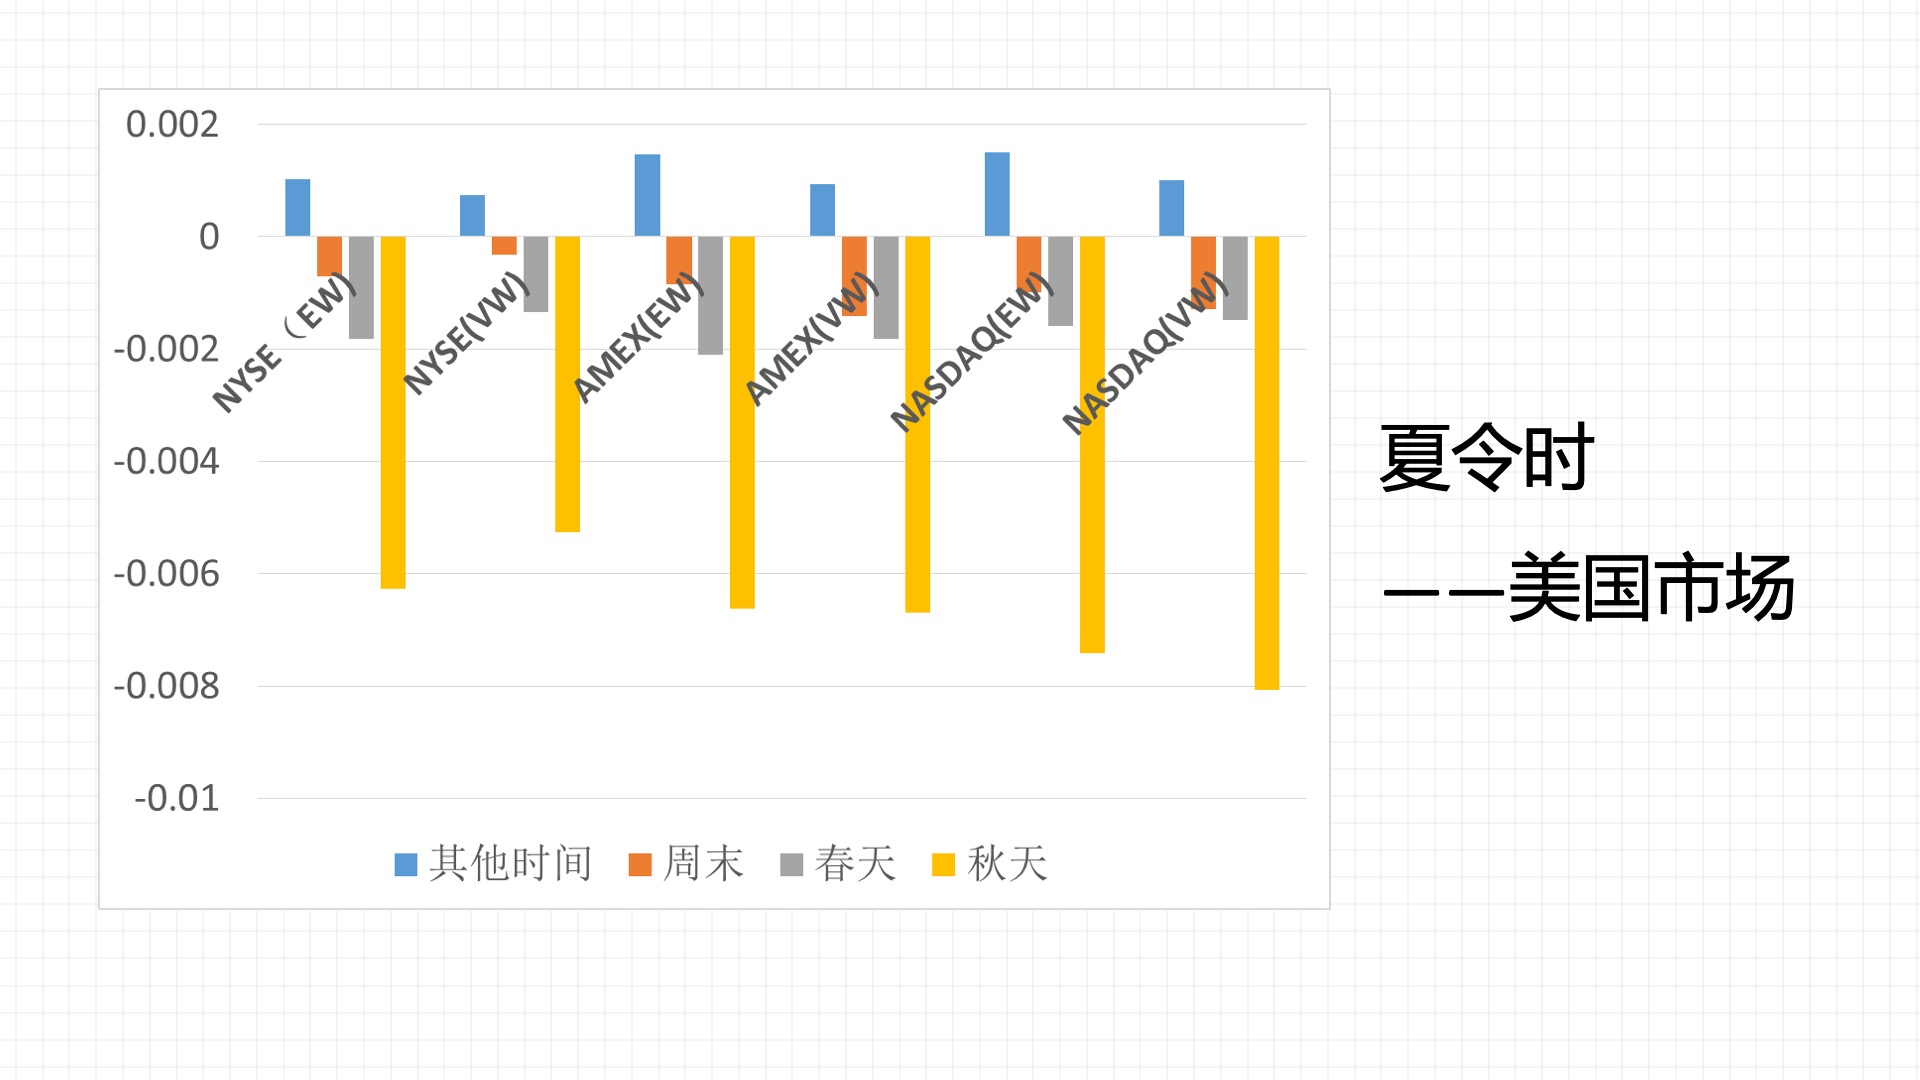 0.002
0
-0.002
-0.004
-0.006
-0.008
-0.01
NYSE（EW)
NYSE(VW)
AMEX(EW)
AMEX(VW)
NASDAQ(EW)
NASDAQ(VW)
其他时间 周末 春天 秋天
夏令时
——美国市场